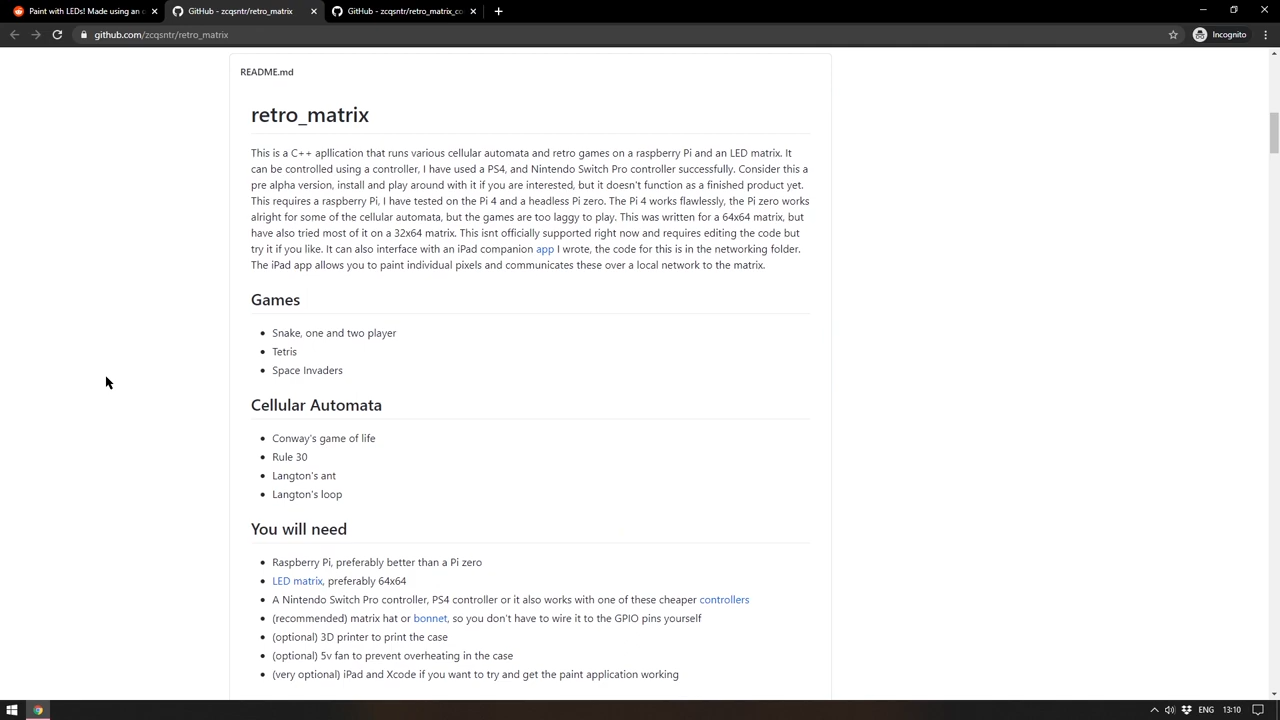 Paint with LEDs! Made using an c
GitHub - zcqsntr/retro_matrix
GitHub - zcqsntr/retro_matrix_co
github.com/zcqsntr/retro_matrix
Incognito
README.md
retro_matrix
This is a C++ apllication that runs various cellular automata and retro games on a raspberry Pi and an LED matrix. It
can be controlled using a controller, I have used a PS4, and Nintendo Switch Pro controller successfully. Consider this a
pre alpha version, install and play around with it if you are interested, but it doesn't function as a finished product yet.
This requires a raspberry Pi, I have tested on the Pi 4 and a headless Pi zero. The Pi 4 works flawlessly, the Pi zero works
alright for some of the cellular automata, but the games are too laggy to play. This was written for a 64x64 matrix, but
have also tried most of it on a 32x64 matrix. This isnt officially supported right now and requires editing the code but
try it if you like. It can also interface with an iPad companion app I wrote, the code for this is in the networking folder.
The iPad app allows you to paint individual pixels and communicates these over a local network to the matrix.
Games
Snake, one and two player
Tetris
Space Invaders
Cellular Automata
Conway's game of life
Rule 30
Langton's ant
Langton's loop
You will need
Raspberry Pi, preferably better than a Pi zero
LED matrix, preferably 64x64
A Nintendo Switch Pro controller, PS4 controller or it also works with one of these cheaper controllers
(recommended) matrix hat or bonnet, so you don't have to wire it to the GPIO pins yourself
(optional) 3D printer to print the case
(optional) 5v fan to prevent overheating in the case
(very optional) iPad and Xcode if you want to try and get the paint application working
ENG
13:10